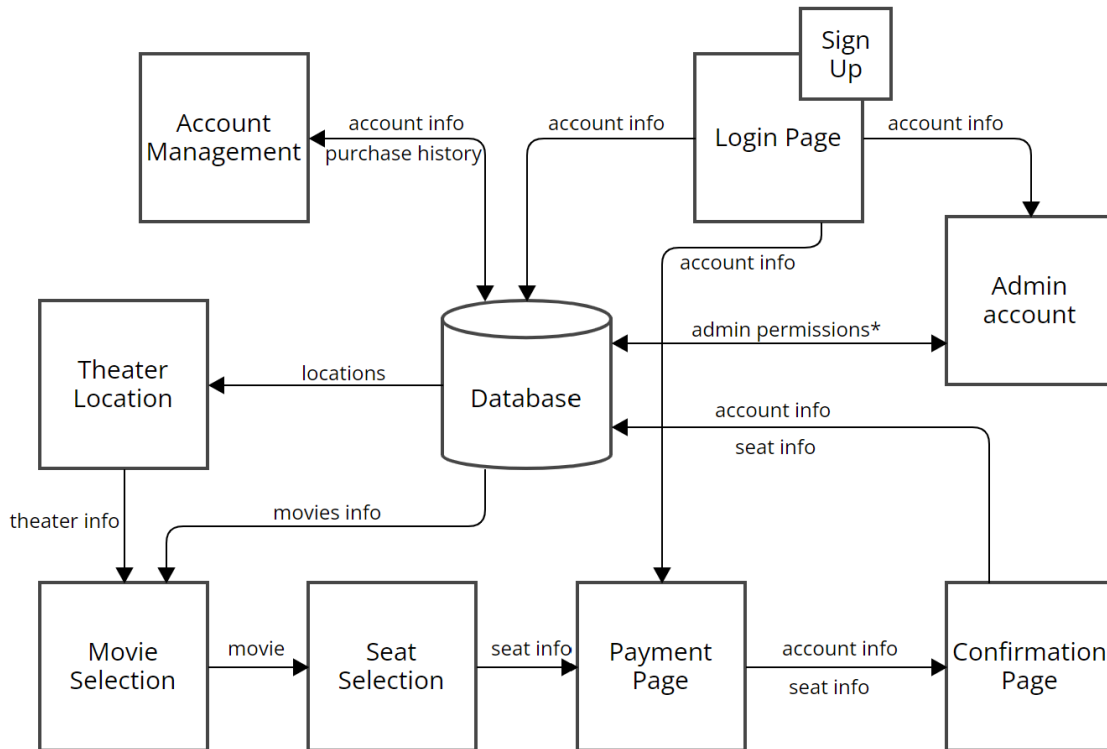 Sign
Up
Account
Management
account info
purchase history
account info
Login Page
account info
account info
Admin
account
Theater
Location
locations
Database
admin permissions*
account info
seat info
theater info
movies info
Movie
Selection
movie
Seat
Selection
seat info
Payment
Page
account info
seat info
Confirmation
Page